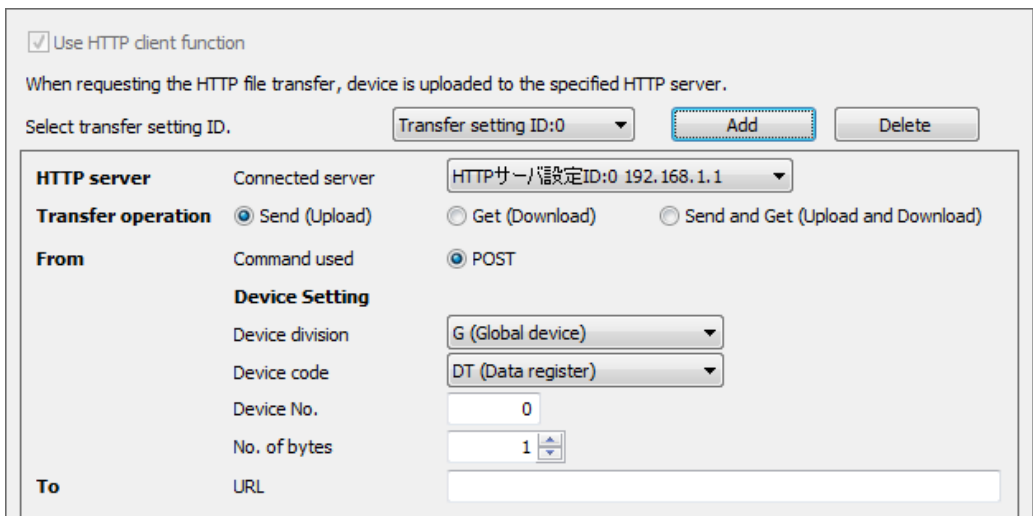 Use HTTP client function
When requesting the HTTP file transfer, device is uploaded to the specified HTTP server.
Select transfer setting ID. Transfer setting ID:0 Add Delete
HTTP server Connected server HTTPサーバ設定ID:0 192.168.1.1
Transfer operation Send (Upload) Get (Download) Send and Get (Upload and Download)
From Command used POST
Device Setting
Device division G (Global device)
Device code DT (Data register)
Device No. 0
No. of bytes 1
To URL